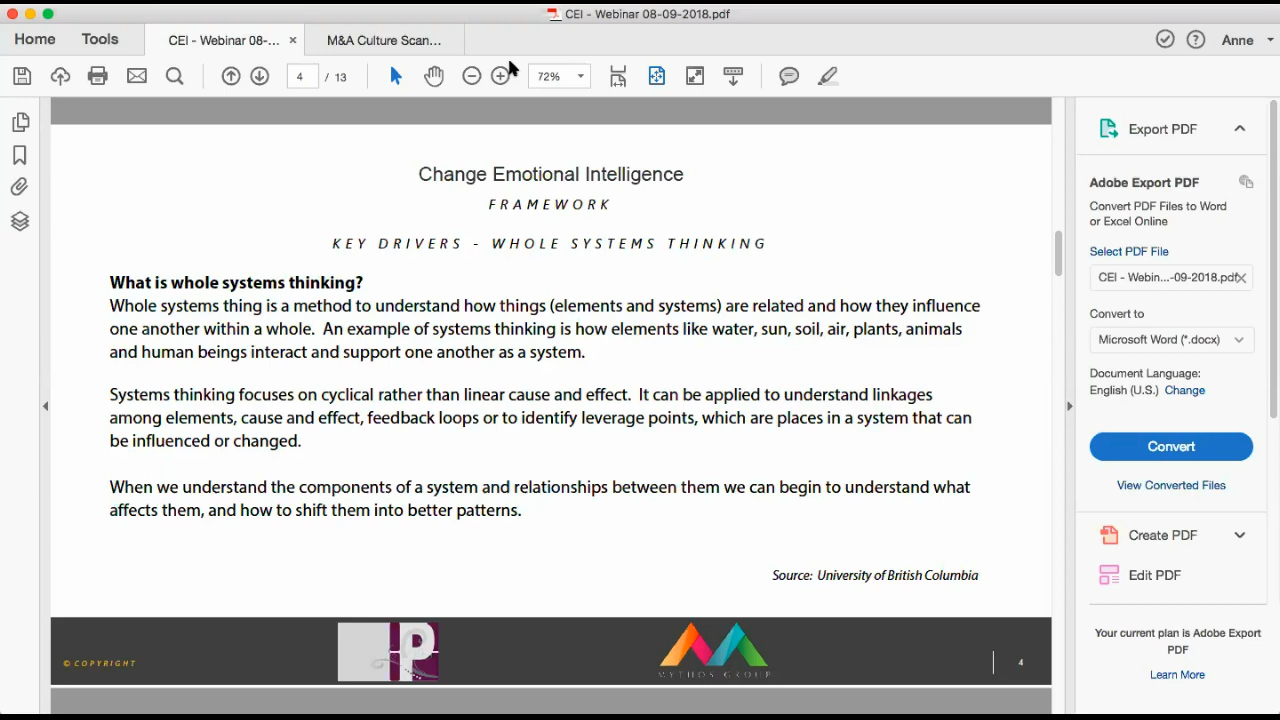 CEI - Webinar 08-09-2018.pdf
Home Tools CEI - Webinar 08-... × M&A Culture Scan... Anne
4 / 13 72%
Change Emotional Intelligence
FRAMEWORK
KEY DRIVERS - WHOLE SYSTEMS THINKING
What is whole systems thinking?
Whole systems thing is a method to understand how things (elements and systems) are related and how they influence
one another within a whole. An example of systems thinking is how elements like water, sun, soil, air, plants, animals
and human beings interact and support one another as a system.
Systems thinking focuses on cyclical rather than linear cause and effect. It can be applied to understand linkages
among elements, cause and effect, feedback loops or to identify leverage points, which are places in a system that can
be influenced or changed.
When we understand the components of a system and relationships between them we can begin to understand what
affects them, and how to shift them into better patterns.
Source: University of British Columbia
© COPYRIGHT
P
MYTHOS GROUP
4
Export PDF
Adobe Export PDF
Convert PDF Files to Word
or Excel Online
Select PDF File
CEI - Webin...-09-2018.pdf
Convert to
Microsoft Word (*.docx)
Document Language:
English (U.S.) Change
Convert
View Converted Files
Create PDF
Edit PDF
Your current plan is Adobe Export
PDF
Learn More